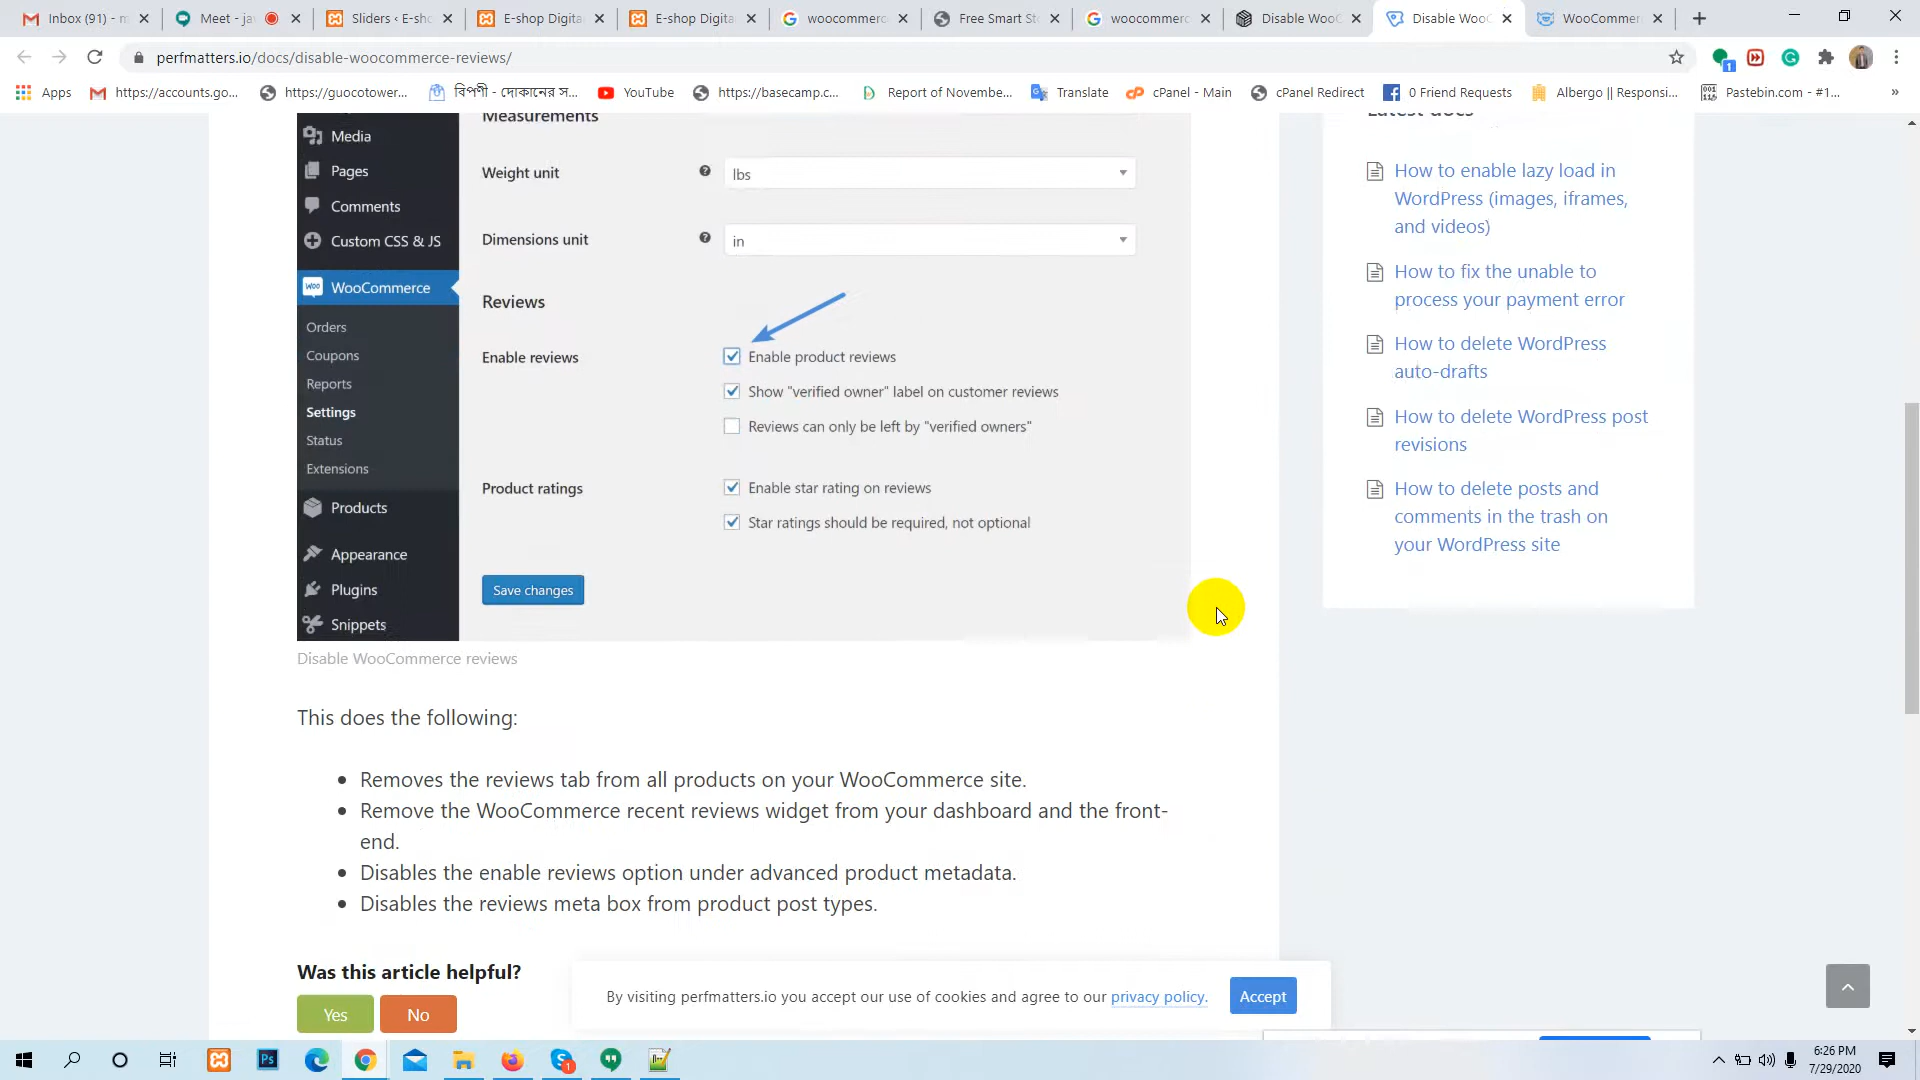 Inbox (91) - m
Meet - ja
Sliders ‹ E-sho
E-shop Digita
E-shop Digita
woocommerc
Free Smart Sto
woocommerc
Disable WooC
Disable WooC
WooCommer
perfmatters.io/docs/disable-woocommerce-reviews/
1
Apps
https://accounts.go...
https://guocotower...
বিপণী - দোকানের স...
YouTube
https://basecamp.c...
Report of Novembe...
Translate
cPanel - Main
cPanel Redirect
0 Friend Requests
Albergo || Responsi...
Pastebin.com - #1...
»
Measurements
Media
Pages
Comments
Custom CSS & JS
WooCommerce
Orders
Coupons
Reports
Settings
Status
Extensions
Products
Appearance
Plugins
Snippets
Weight unit
lbs
Dimensions unit
in
Reviews
Enable reviews
Enable product reviews
Show "verified owner" label on customer reviews
Reviews can only be left by "verified owners"
Product ratings
Enable star rating on reviews
Star ratings should be required, not optional
Save changes
Disable WooCommerce reviews
This does the following:
• Removes the reviews tab from all products on your WooCommerce site.
• Remove the WooCommerce recent reviews widget from your dashboard and the front-
end.
• Disables the enable reviews option under advanced product metadata.
• Disables the reviews meta box from product post types.
Was this article helpful?
Yes
No
Latest docs
How to enable lazy load in
WordPress (images, iframes,
and videos)
How to fix the unable to
process your payment error
How to delete WordPress
auto-drafts
How to delete WordPress post
revisions
How to delete posts and
comments in the trash on
your WordPress site
By visiting perfmatters.io you accept our use of cookies and agree to our privacy policy.
Accept
Ps
1
6:26 PM
7/29/2020